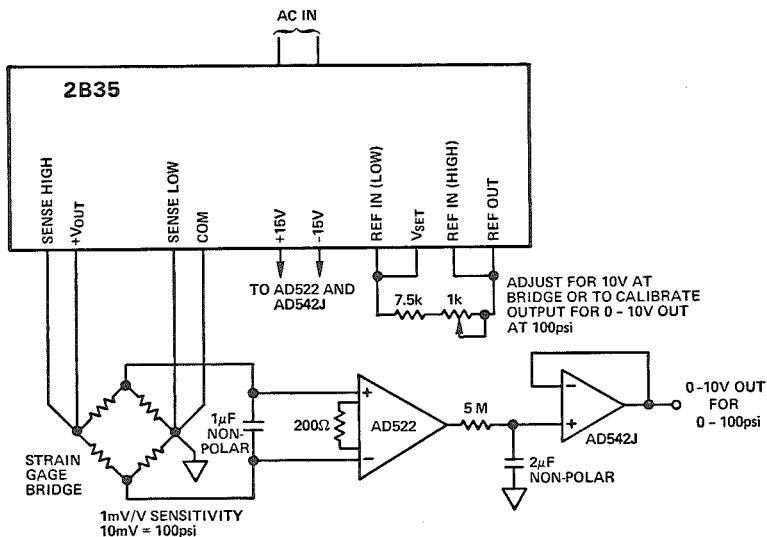 AC IN
2B35
SENSE HIGH
+VOUT
SENSE LOW
COM
+15V
-15V
REF IN (LOW)
VSET
REF IN (HIGH)
REF OUT
TO AD522 AND
AD542J
7.5k
1k
ADJUST FOR 10V AT
BRIDGE OR TO CALIBRATE
OUTPUT FOR 0 – 10V OUT
AT 100psi
STRAIN
GAGE
BRIDGE
1μF
NON-
POLAR
200Ω
+
–
AD522
5 M
2μF
NON-POLAR
–
+
AD542J
0 –10V OUT
FOR
0 – 100psi
1mV/V SENSITIVITY
10mV = 100psi